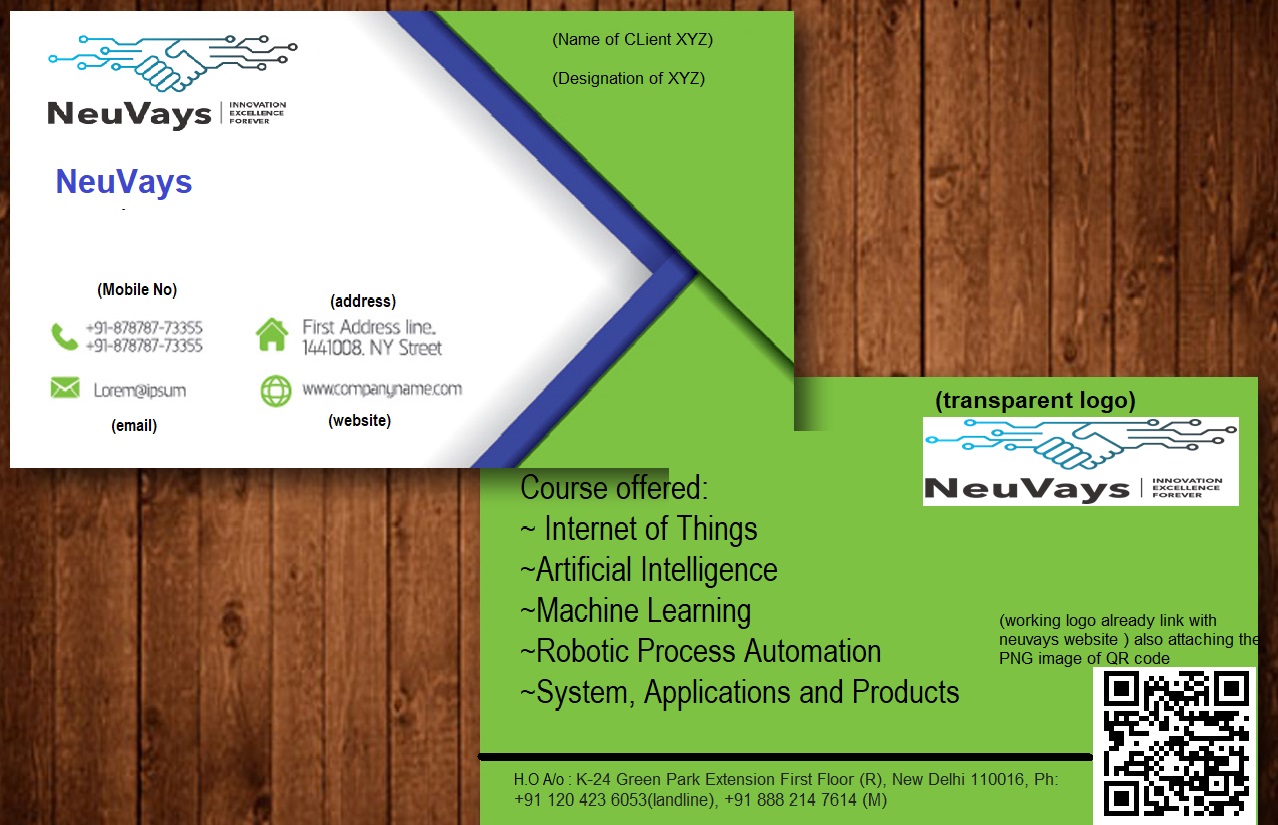 (Name of CLient XYZ)
(Designation of XYZ)
NeuVays
INNOVATION
EXCELLENCE
FOREVER
NeuVays
(Mobile No)
(address)
+91-878787-73355
+91-878787-73355
First Address line.,
1441008. NY Street
Lorem@ipsum
www.companyname.com
(email)
(website)
(transparent logo)
NeuVays
INNOVATION
EXCELLENCE
FOREVER
Course offered:
~ Internet of Things
~Artificial Intelligence
~Machine Learning
~Robotic Process Automation
~System, Applications and Products
(working logo already link with
neuvays website ) also attaching the
PNG image of QR code
H.O A/o : K-24 Green Park Extension First Floor (R), New Delhi 110016, Ph:
+91 120 423 6053(landline), +91 888 214 7614 (M)